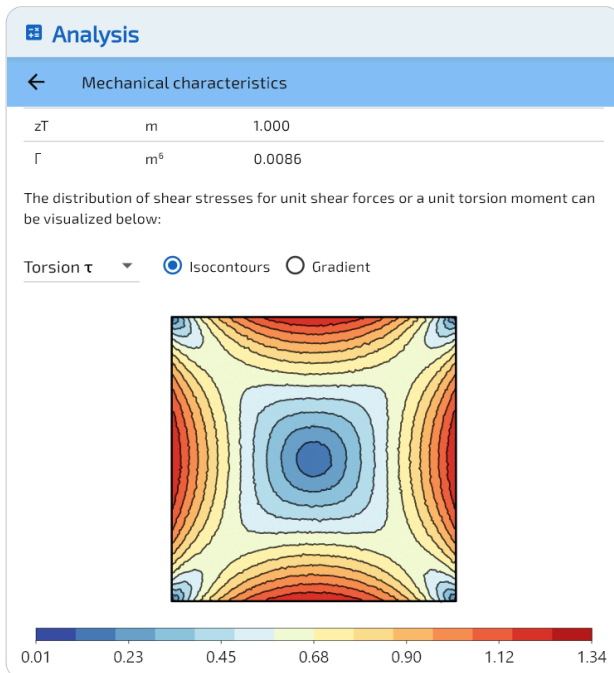 Analysis
Mechanical characteristics
zT m 1.000
Γ m⁶ 0.0086
The distribution of shear stresses for unit shear forces or a unit torsion moment can
be visualized below:
Torsion τ Isocontours Gradient
0.01 0.23 0.45 0.68 0.90 1.12 1.34